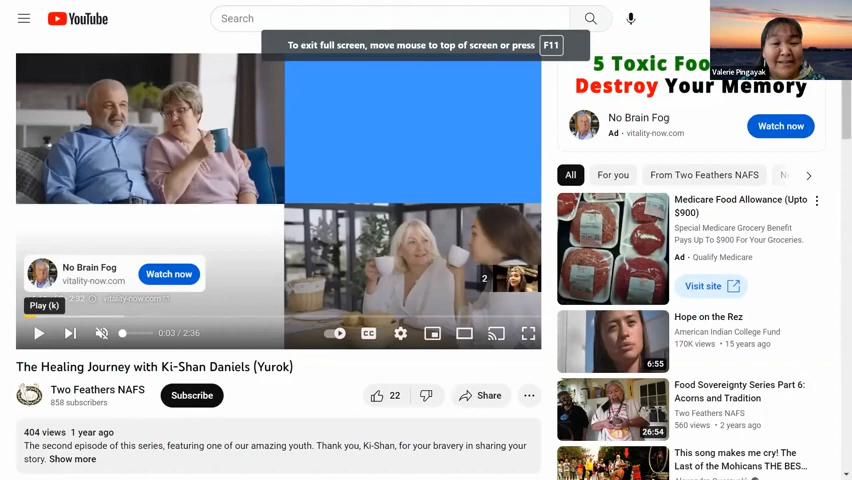 YouTube
Search
To exit full screen, move mouse to top of screen or press F11
Valerie Pingayak
5 Toxic Foo
Destroy Your Memory
No Brain Fog
Ad · vitality-now.com
Watch now
All
For you
From Two Feathers NAFS
Medicare Food Allowance (Upto
$900)
Special Medicare Grocery Benefit
Pays Up To $900 For Your Groceries.
Ad · Qualify Medicare
Visit site
No Brain Fog
vitality-now.com
Watch now
2
2:32
vitality-now.com
Play (k)
0:03 / 2:36
CC
Hope on the Rez
American Indian College Fund
170K views • 15 years ago
6:55
The Healing Journey with Ki-Shan Daniels (Yurok)
Two Feathers NAFS
858 subscribers
Subscribe
22
Share
Food Sovereignty Series Part 6:
Acorns and Tradition
Two Feathers NAFS
560 views • 2 years ago
26:54
404 views 1 year ago
The second episode of this series, featuring one of our amazing youth. Thank you, Ki-Shan, for your bravery in sharing your
story. Show more
This song makes me cry! The
Last of the Mohicans THE BES...